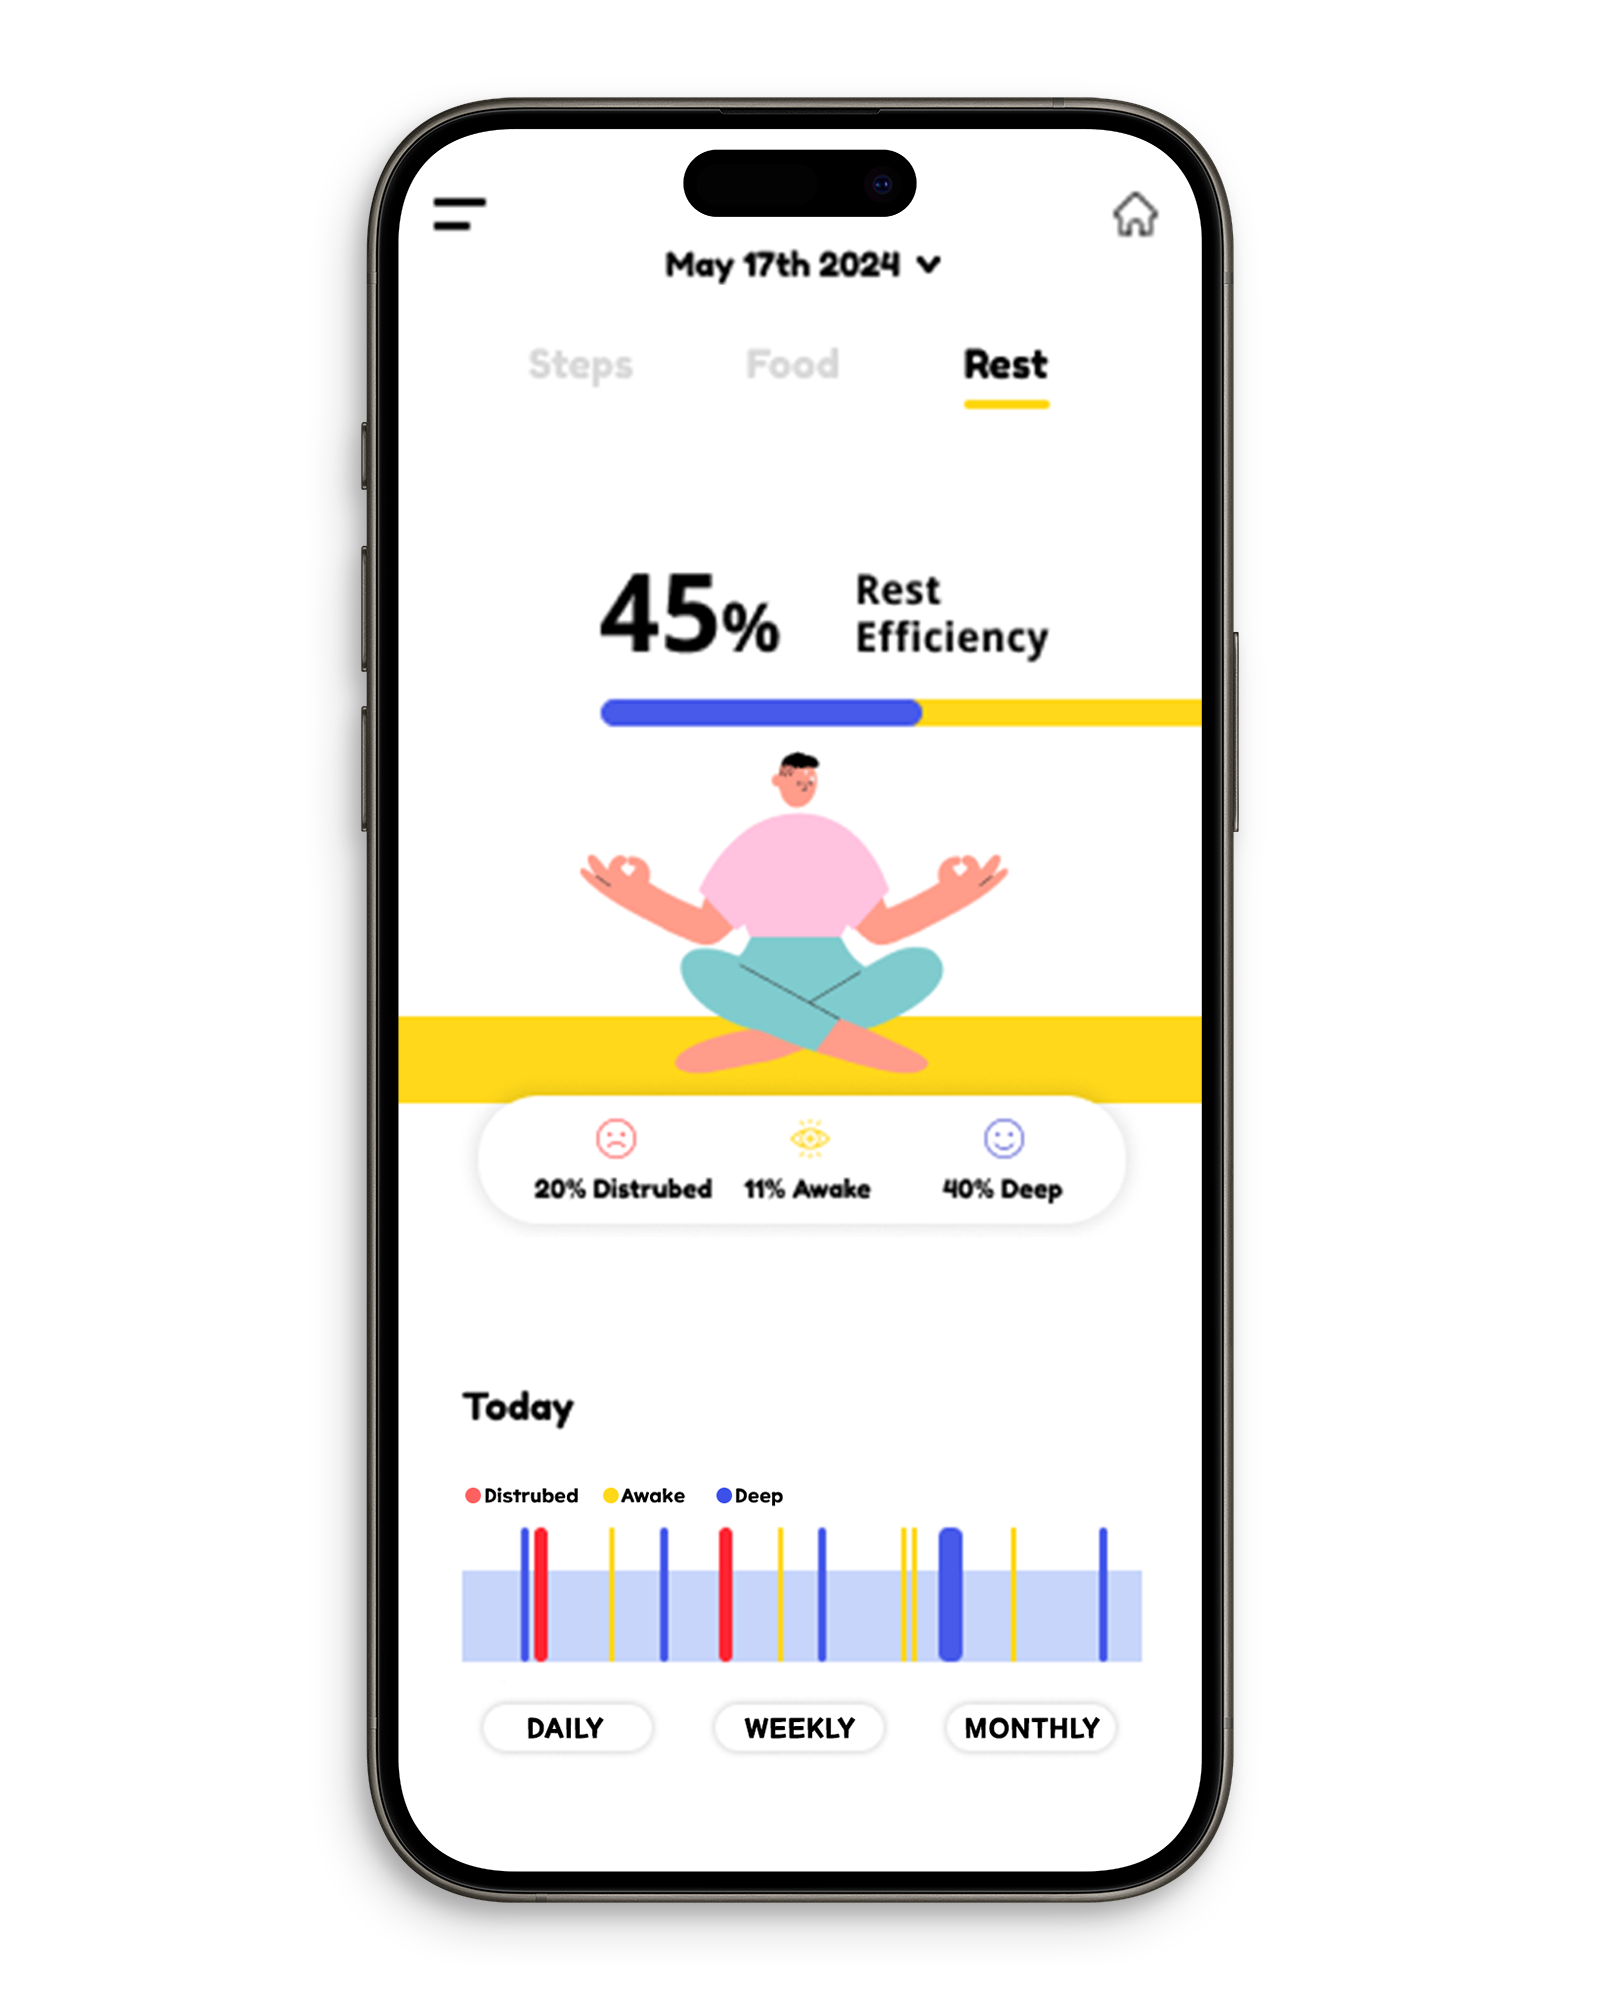 May 17th 2024
Steps Food Rest
45% Rest
Efficiency
20% Distrubed 11% Awake 40% Deep
Today
Distrubed Awake Deep
DAILY WEEKLY MONTHLY